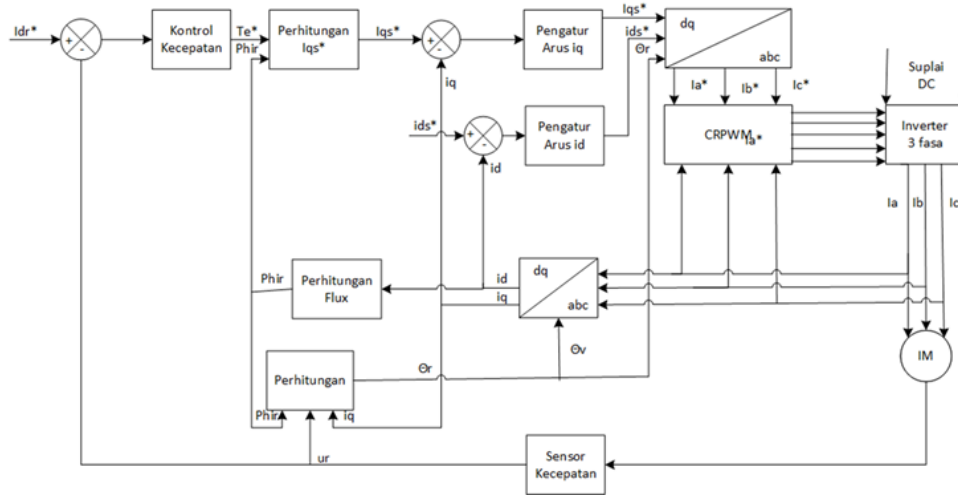 Idr*
+
-
Kontrol
Kecepatan
Te*
Phir
Perhitungan
Iqs*
Iqs*
+
-
iq
Pengatur
Arus iq
Iqs*
ids*
Θr
dq
abc
Ia*
Ib*
Ic*
Suplai
DC
ids*
+
-
id
Pengatur
Arus id
CRPWM
Ia*
Inverter
3 fasa
Ia
Ib
Ic
Phir
Perhitungan
Flux
id
iq
dq
abc
IM
Perhitungan
Θr
Θv
Phir
iq
ur
Sensor
Kecepatan